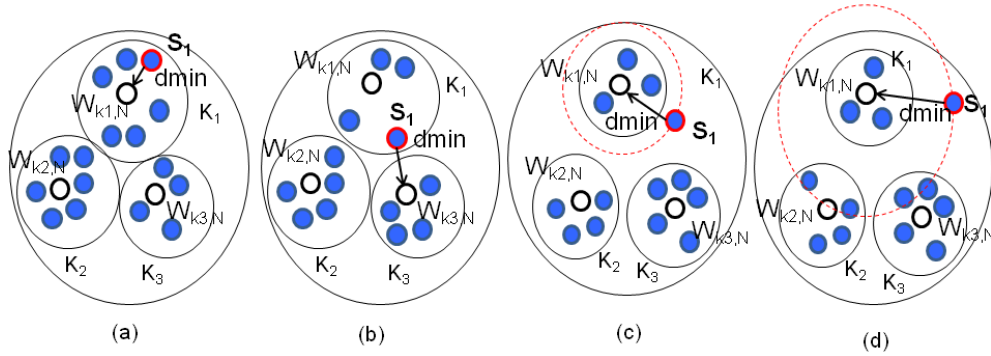 S1
dmin
Wk1,N
K1
Wk2,N
Wk3,N
K2
K3
(a)
Wk1,N
K1
S1
dmin
Wk2,N
Wk3,N
K2
K3
(b)
Wk1,N
K1
dmin
S1
Wk2,N
Wk3,N
K2
K3
(c)
K1
Wk1,N
S1
dmin
Wk2,N
Wk3,N
K2
K3
(d)